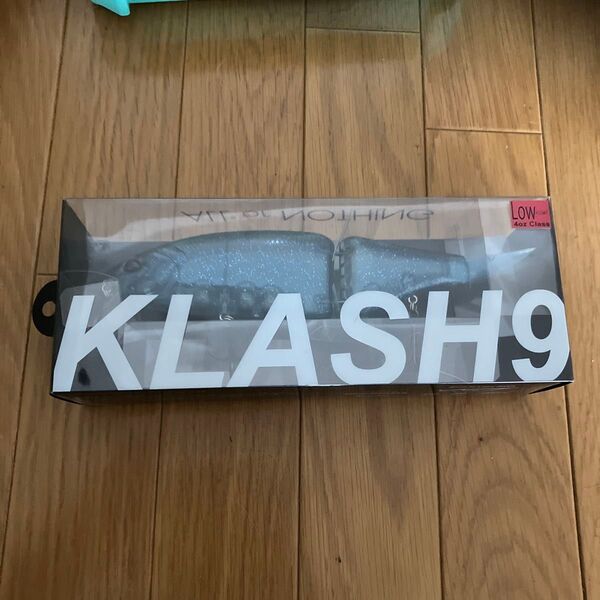 ALL or NOTHING
LOW
4oz Class
KLASH9